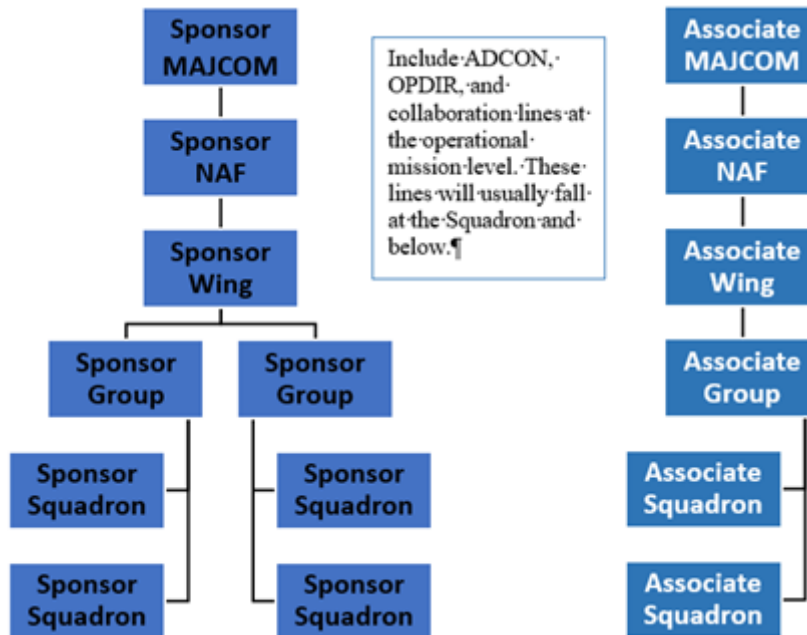 Sponsor
MAJCOM
Sponsor
NAF
Sponsor
Wing
Sponsor
Group
Sponsor
Group
Sponsor
Squadron
Sponsor
Squadron
Sponsor
Squadron
Sponsor
Squadron
Include·ADCON,·
OPDIR,·and·
collaboration·lines·at·
the·operational·
mission·level.·These·
lines·will·usually·fall·
at·the·Squadron·and·
below.¶
Associate
MAJCOM
Associate
NAF
Associate
Wing
Associate
Group
Associate
Squadron
Associate
Squadron